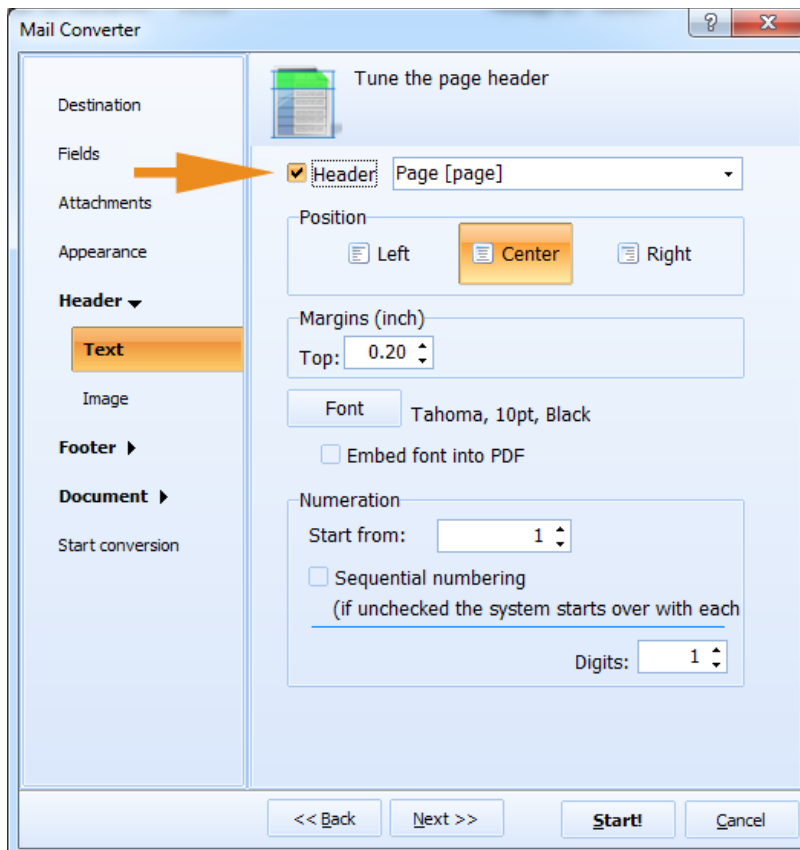 Mail Converter
?
Destination
Fields
Attachments
Appearance
Header
Text
Image
Footer
Document
Start conversion
Tune the page header
Header Page [page]
Position
Left Center Right
Margins (inch)
Top: 0.20
Font Tahoma, 10pt, Black
Embed font into PDF
Numeration
Start from: 1
Sequential numbering
(if unchecked the system starts over with each
Digits: 1
<< Back Next >> Start! Cancel